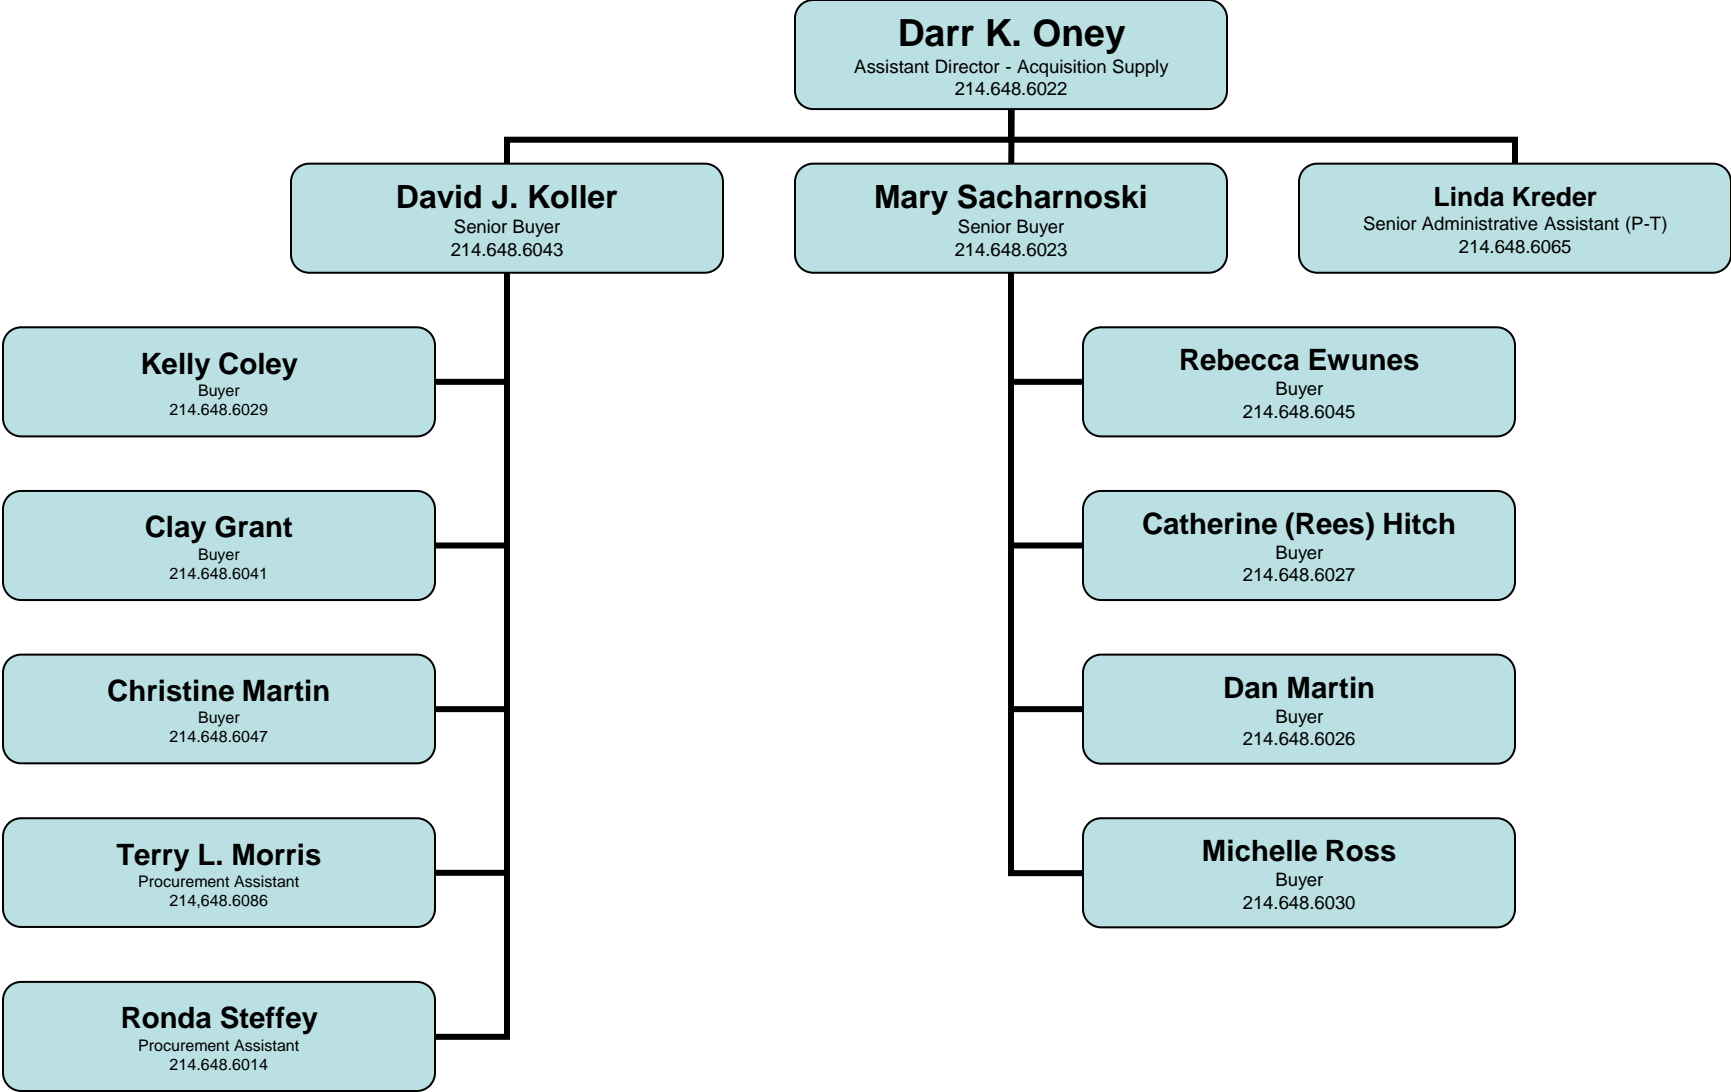 Darr K. Oney
Assistant Director - Acquisition Supply
214.648.6022
David J. Koller
Senior Buyer
214.648.6043
Mary Sacharnoski
Senior Buyer
214.648.6023
Linda Kreder
Senior Administrative Assistant (P-T)
214.648.6065
Kelly Coley
Buyer
214.648.6029
Clay Grant
Buyer
214.648.6041
Christine Martin
Buyer
214.648.6047
Terry L. Morris
Procurement Assistant
214,648.6086
Ronda Steffey
Procurement Assistant
214.648.6014
Rebecca Ewunes
Buyer
214.648.6045
Catherine (Rees) Hitch
Buyer
214.648.6027
Dan Martin
Buyer
214.648.6026
Michelle Ross
Buyer
214.648.6030